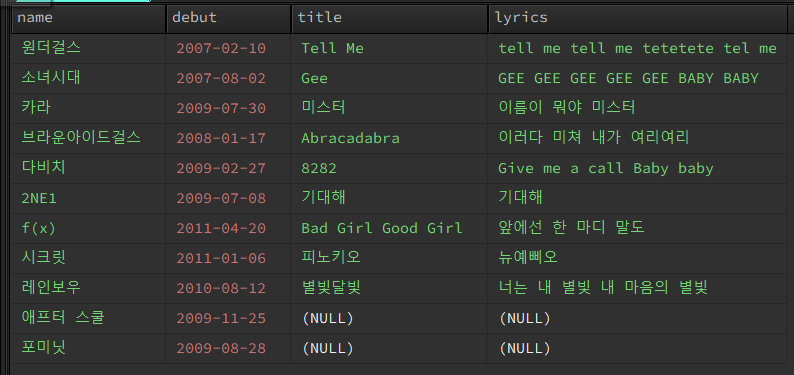 name debut title lyrics
원더걸스 2007-02-10 Tell Me tell me tell me tetetete tel me
소녀시대 2007-08-02 Gee GEE GEE GEE GEE GEE BABY BABY
카라 2009-07-30 미스터 이름이 뭐야 미스터
브라운아이드걸스 2008-01-17 Abracadabra 이러다 미쳐 내가 여리여리
다비치 2009-02-27 8282 Give me a call Baby baby
2NE1 2009-07-08 기대해 기대해
f(x) 2011-04-20 Bad Girl Good Girl 앞에선 한 마디 말도
시크릿 2011-01-06 피노키오 뉴예삐오
레인보우 2010-08-12 별빛달빛 너는 내 별빛 내 마음의 별빛
애프터 스쿨 2009-11-25 (NULL) (NULL)
포미닛 2009-08-28 (NULL) (NULL)